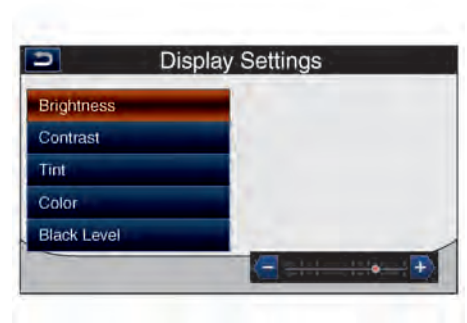 Display Settings
Brightness
Contrast
Tint
Color
Black Level